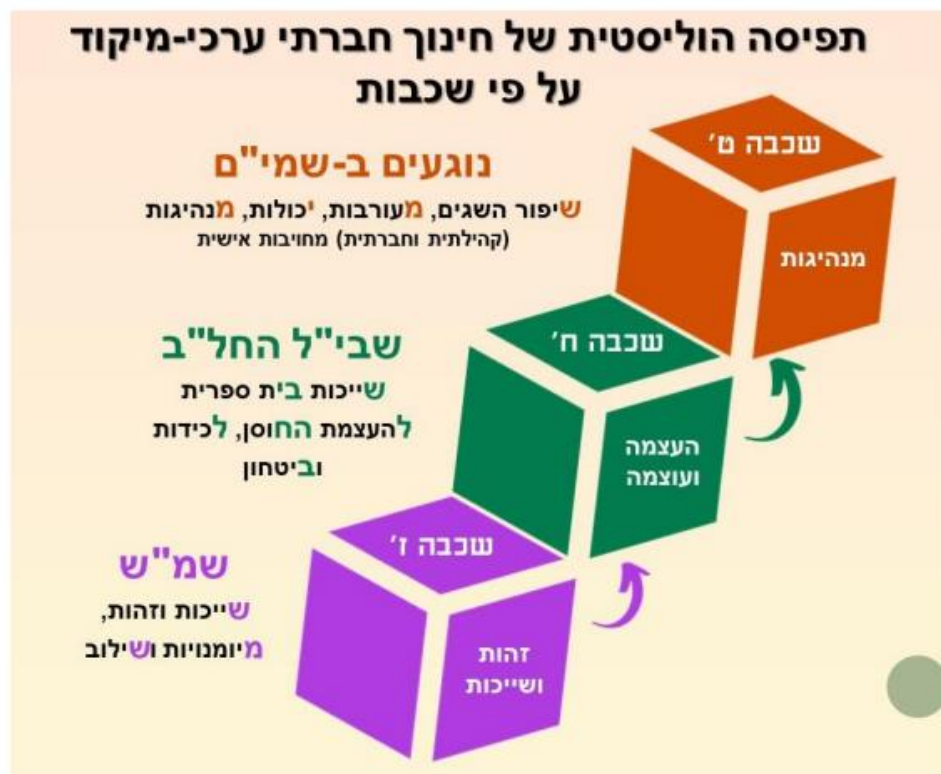 תפיסה הוליסטית של חינוך חברתי ערכי-מיקוד
על פי שכבות
שכבה ט'
מנהיגות
נוגעים ב-שמי"ם
שיפור השגים, מעורבות, יכולות, מנהיגות
(קהילתית וחברתית) מחויבות אישית
שכבה ח'
העצמה
ועוצמה
שבי"ל החל"ב
שייכות בית ספרית
להעצמת החוסן, לכידות
וביטחון
שכבה ז'
זהות
ושייכות
שמ"ש
שייכות וזהות,
מיומנויות ושילוב